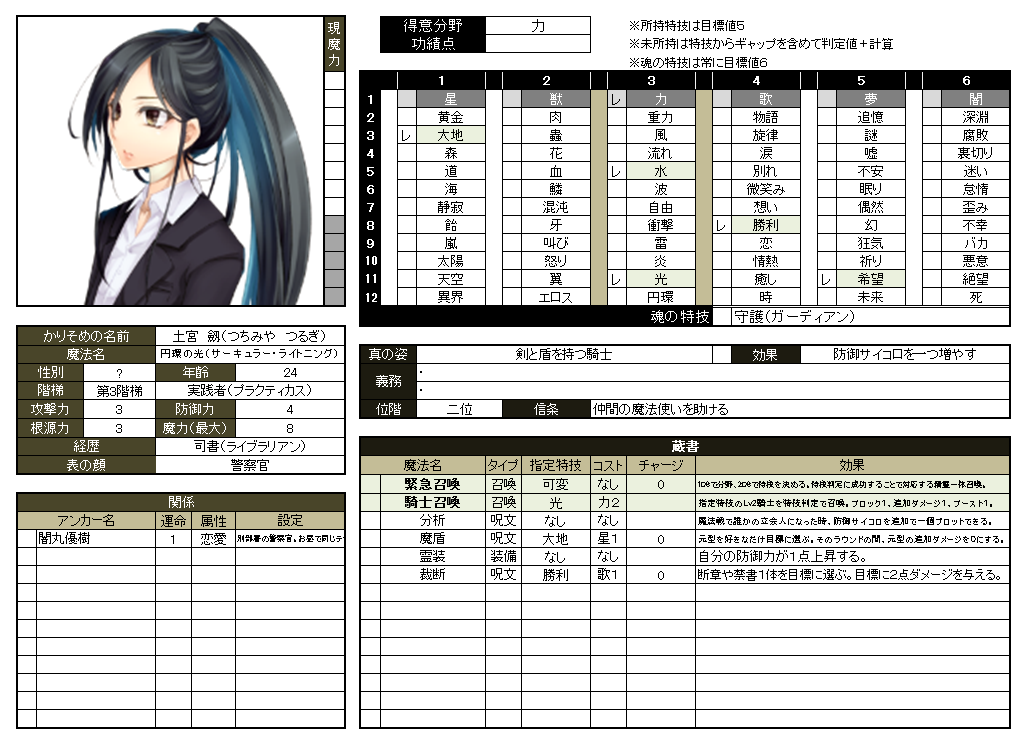 現魔力
得意分野 力
功績点
※所持特技は目標値5
※未所持は特技からギャップを含めて判定値+計算
※魂の特技は常に目標値6
1 2 3 4 5 6
1 星 獣 レ 力 歌 夢 闇
2 黄金 肉 重力 物語 追憶 深淵
3 レ 大地 蟲 風 旋律 謎 腐敗
4 森 花 流れ 涙 嘘 裏切り
5 道 血 レ 水 別れ 不安 迷い
6 海 鱗 波 微笑み 眠り 怠惰
7 静寂 混沌 自由 想い 偶然 歪み
8 飴 牙 衝撃 レ 勝利 幻 不幸
9 嵐 叫び 雷 恋 狂気 バカ
10 太陽 怒り 炎 情熱 祈り 悪意
11 天空 翼 レ 光 癒し レ 希望 絶望
12 異界 エロス 円環 時 未来 死
魂の特技 守護(ガーディアン)
かりそめの名前 土宮 剱(つちみや つるぎ)
魔法名 円環の光(サーキュラー・ライトニング)
性別 ? 年齢 24
階梯 第3階梯 実践者(プラクティカス)
攻撃力 3 防御力 4
根源力 3 魔力(最大) 8
経歴 司書(ライブラリアン)
表の顔 警察官
真の姿 剣と盾を持つ騎士 効果 防御サイコロを一つ増やす
義務 ・
・
位階 二位 信条 仲間の魔法使いを助ける
関係
アンカー名 運命 属性 設定
闇丸優樹 1 恋愛 別部署の警察官。お昼で同じテ
蔵書
魔法名 タイプ 指定特技 コスト チャージ 効果
緊急召喚 召喚 可変 なし 0 1D6で分野、2D6で特技を決める。特技判定に成功することで対応する精霊一体召喚。
騎士召喚 召喚 光 力2 指定特技のLv2騎士を特技判定で召喚。ブロック1、追加ダメージ1、ブースト1。
分析 呪文 なし なし 魔法戦で誰かの立会人になった時、防御サイコロを追加で一個プロットできる。
魔盾 呪文 大地 星1 0 元型を好きなだけ目標に選ぶ。そのラウンドの間、元型の追加ダメージを0にする。
霊装 装備 なし なし 自分の防御力が1点上昇する。
裁断 呪文 勝利 歌1 0 断章や禁書1体を目標に選ぶ。目標に2点ダメージを与える。